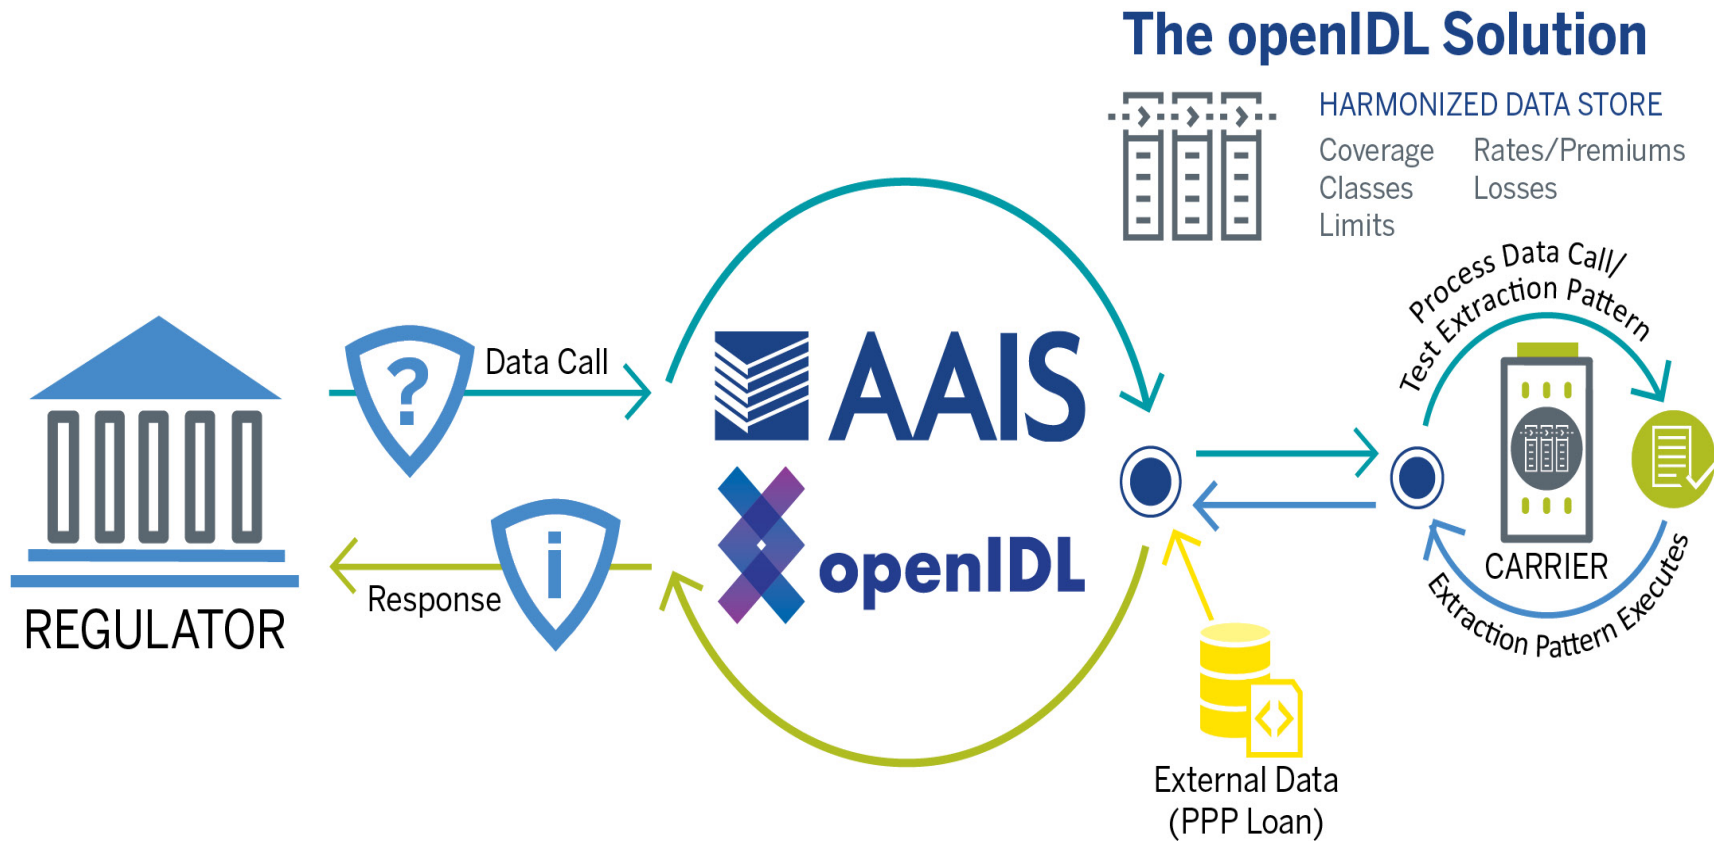 The openIDL Solution
HARMONIZED DATA STORE
Coverage
Rates/Premiums
Classes
Losses
Limits
Process Data Call/
Test Extraction Pattern
?
Data Call
AAIS
openIDL
i
Response
REGULATOR
CARRIER
Extraction Pattern Executes
External Data
(PPP Loan)